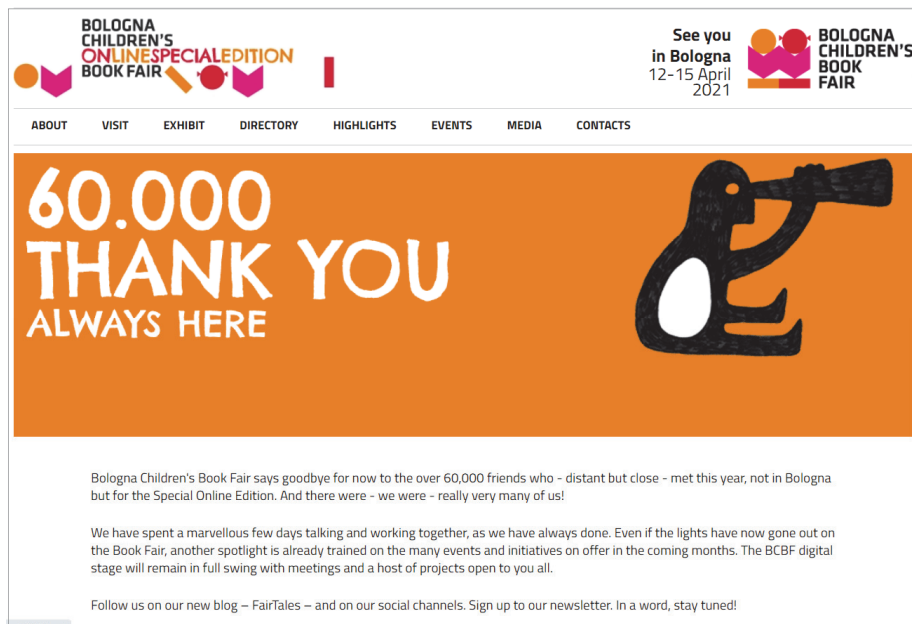 BOLOGNA
CHILDREN'S
ONLINESPECIALEDITION
BOOK FAIR
See you
in Bologna
12-15 April
2021
BOLOGNA
CHILDREN'S
BOOK
FAIR
ABOUT VISIT EXHIBIT DIRECTORY HIGHLIGHTS EVENTS MEDIA CONTACTS
60.000
THANK YOU
ALWAYS HERE
Bologna Children's Book Fair says goodbye for now to the over 60,000 friends who - distant but close - met this year, not in Bologna
but for the Special Online Edition. And there were - we were - really very many of us!
We have spent a marvellous few days talking and working together, as we have always done. Even if the lights have now gone out on
the Book Fair, another spotlight is already trained on the many events and initiatives on offer in the coming months. The BCBF digital
stage will remain in full swing with meetings and a host of projects open to you all.
Follow us on our new blog – FairTales – and on our social channels. Sign up to our newsletter. In a word, stay tuned!